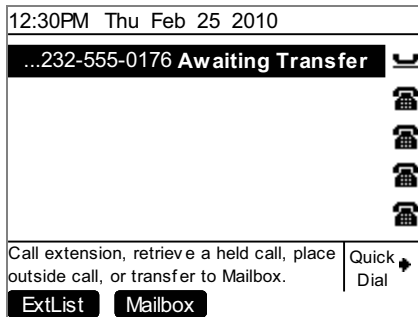 12:30PM Thu Feb 25 2010
...232-555-0176 Awaiting Transfer
Call extension, retrieve a held call, place
outside call, or transfer to Mailbox.
Quick
Dial
ExtList Mailbox